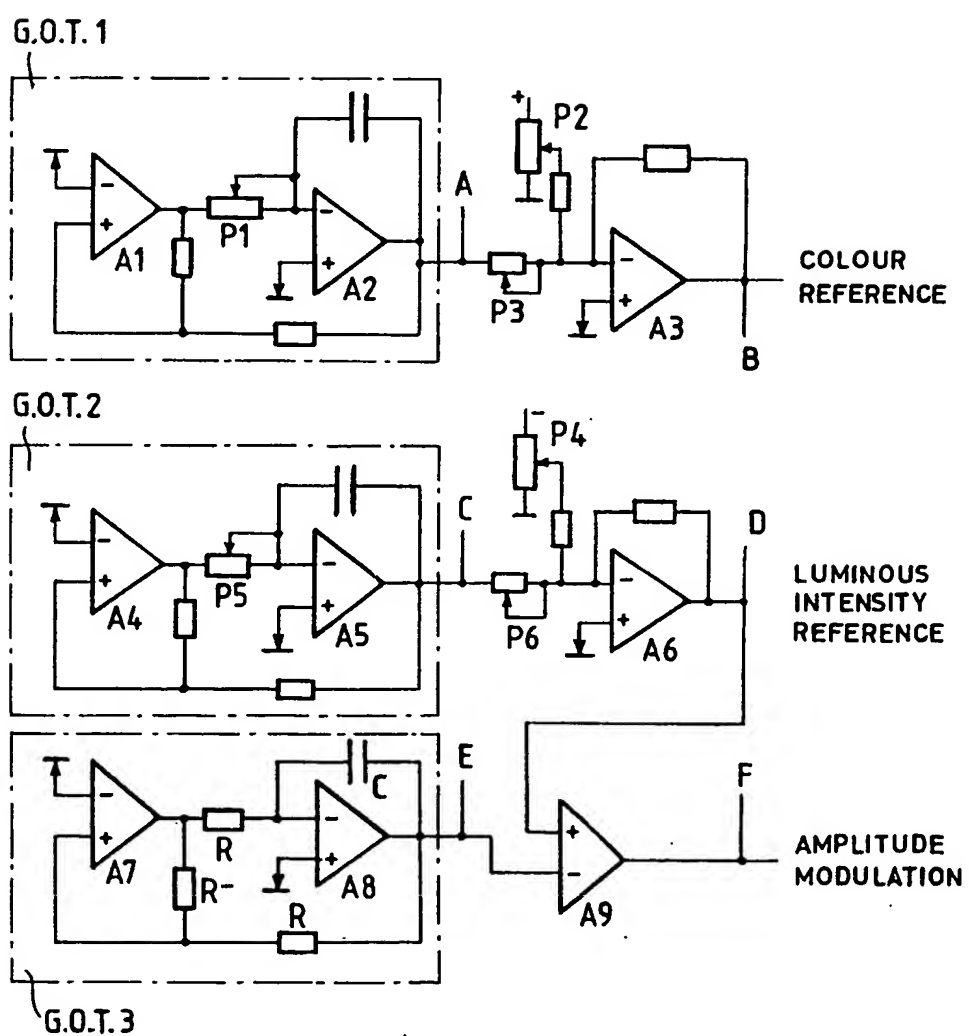 G.O.T.1
+
P2
A
-
+
A1
P1
-
+
A2
P3
-
+
A3
B
COLOUR
REFERENCE
G.O.T.2
-
P4
C
D
-
+
A4
P5
-
+
A5
P6
-
+
A6
LUMINOUS
INTENSITY
REFERENCE
E
F
C
-
+
A7
R
R-
-
+
A8
R
+
-
A9
AMPLITUDE
MODULATION
G.O.T.3